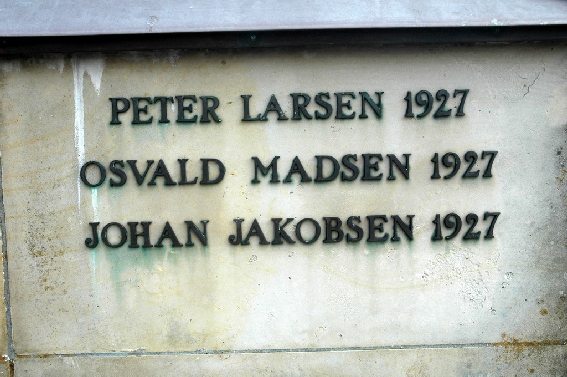 PETER LARSEN 1927
OSVALD MADSEN 1927
JOHAN JAKOBSEN 1927